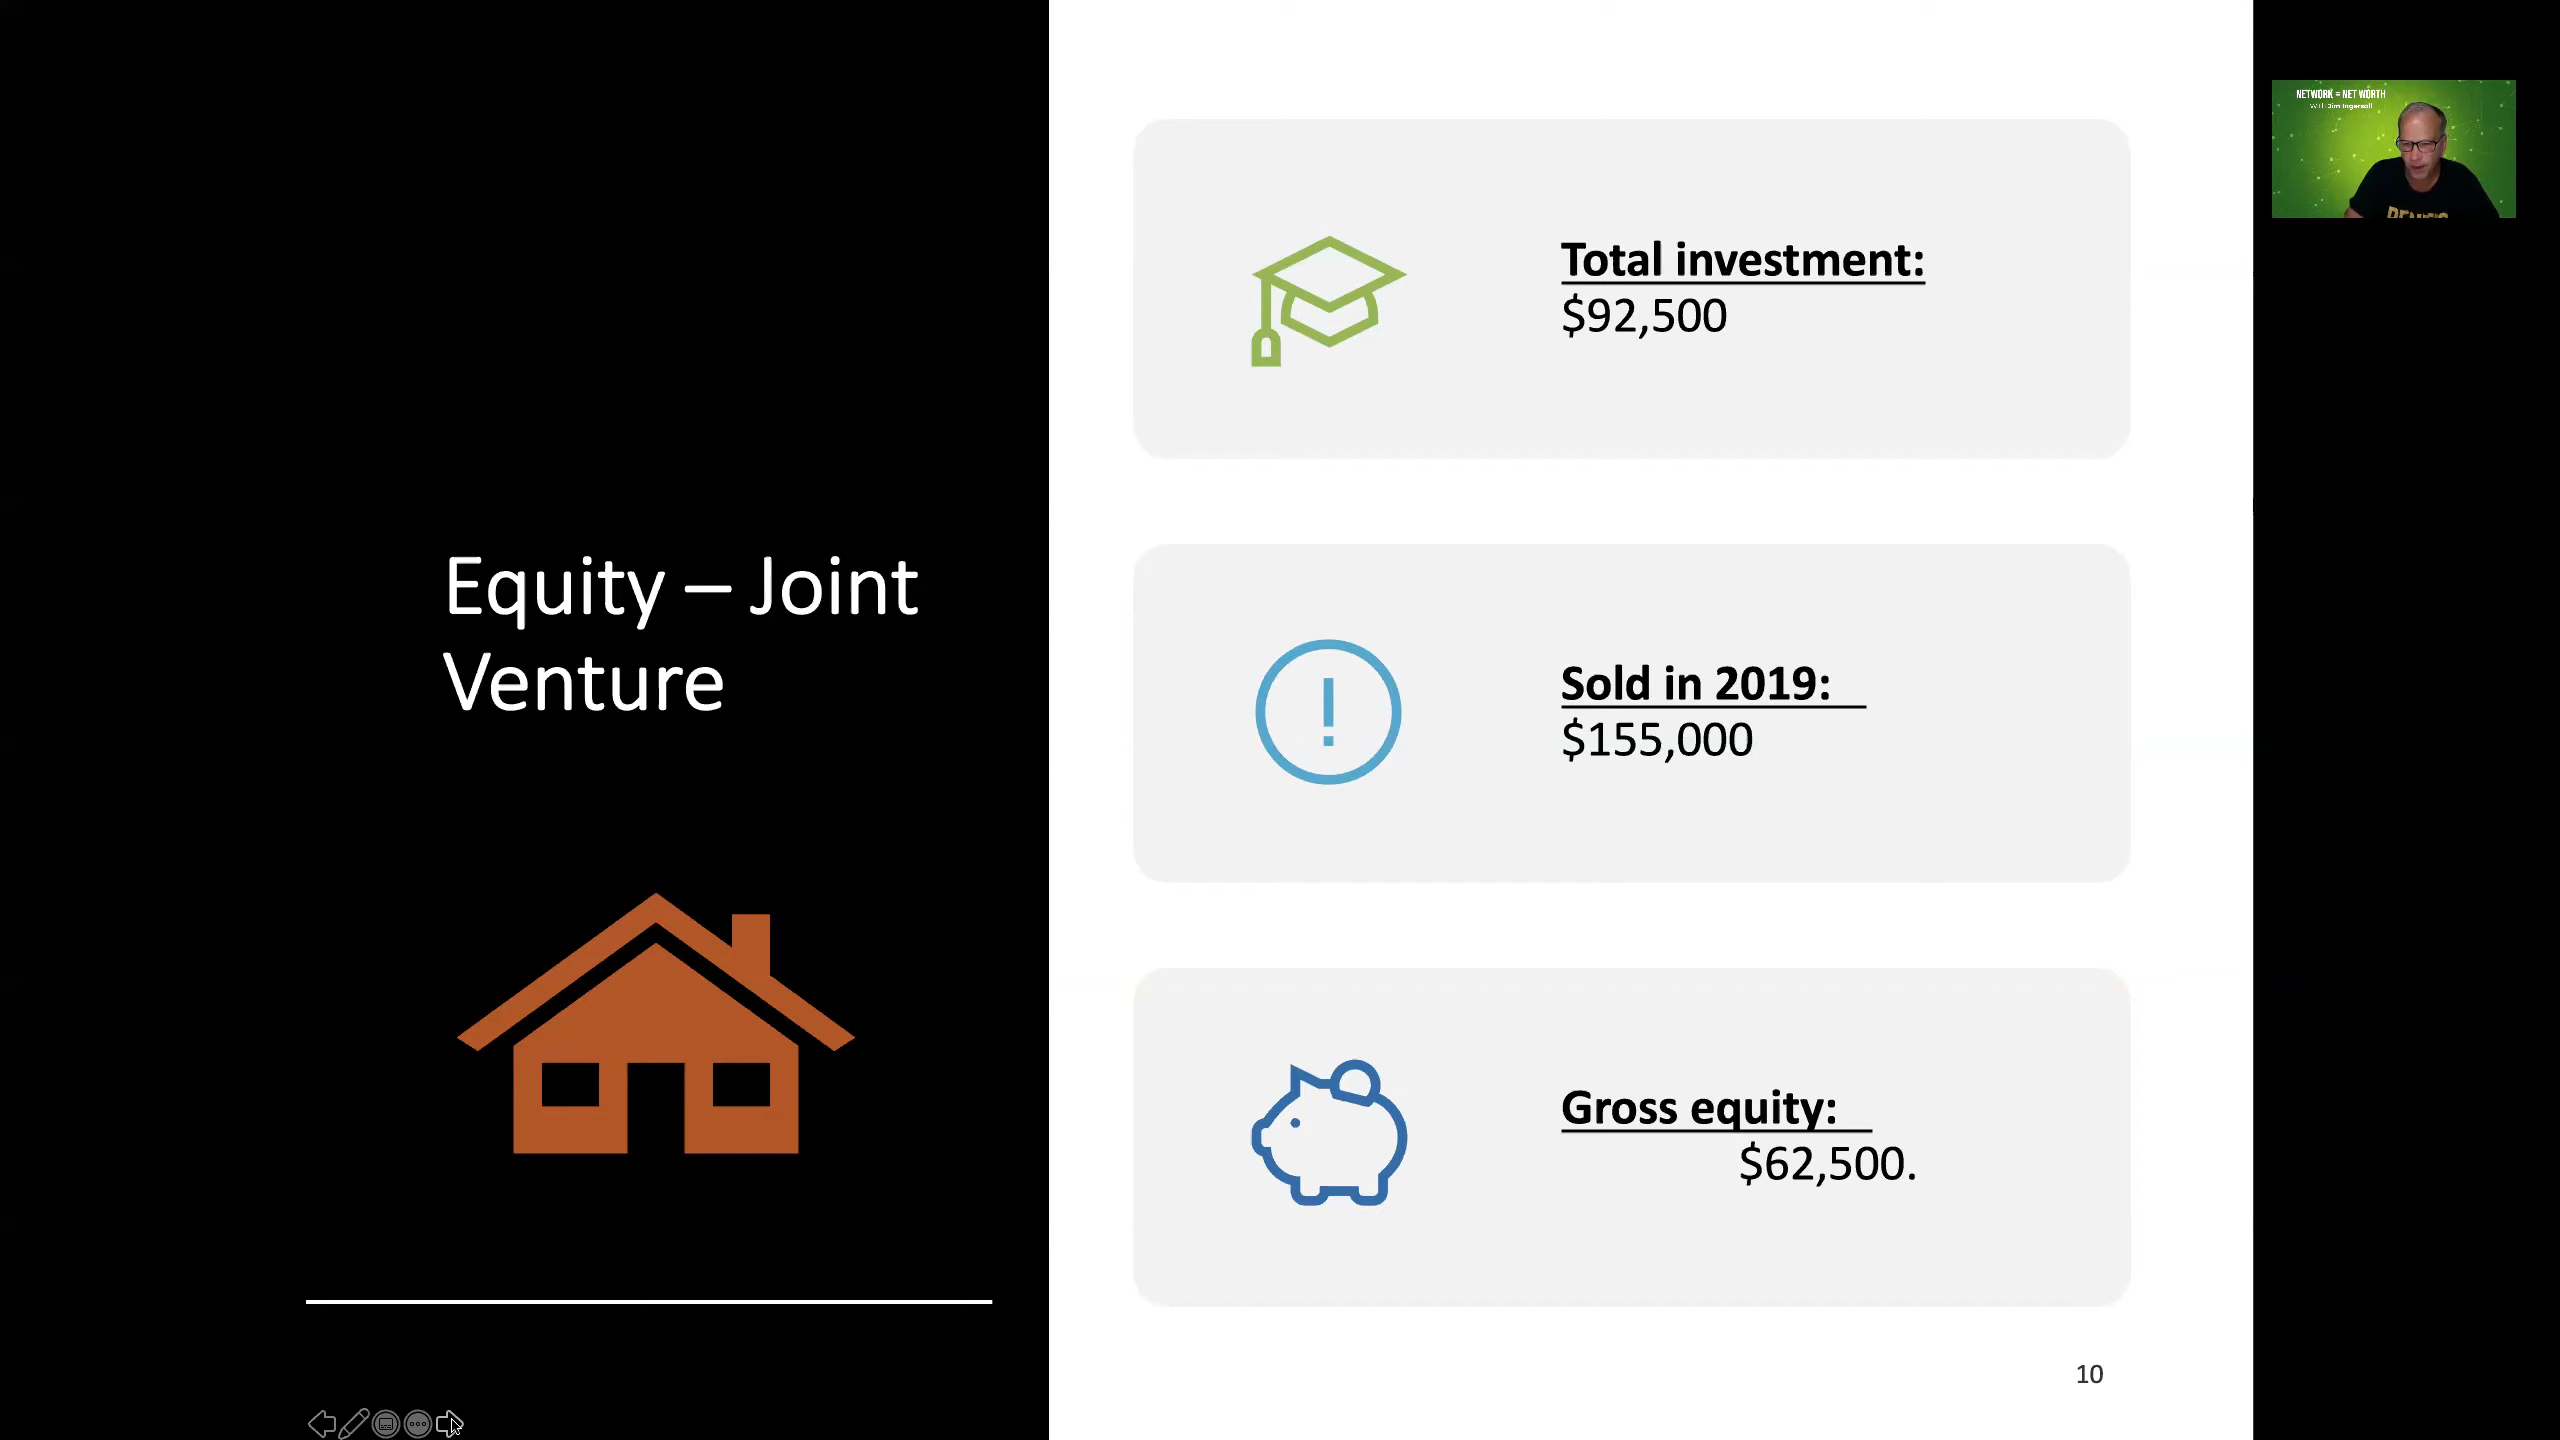 Equity – Joint
Venture
Total investment:
$92,500
Sold in 2019:
$155,000
Gross equity:
$62,500.
10
NETWORK = NET WORTH
With Jim Ingersoll